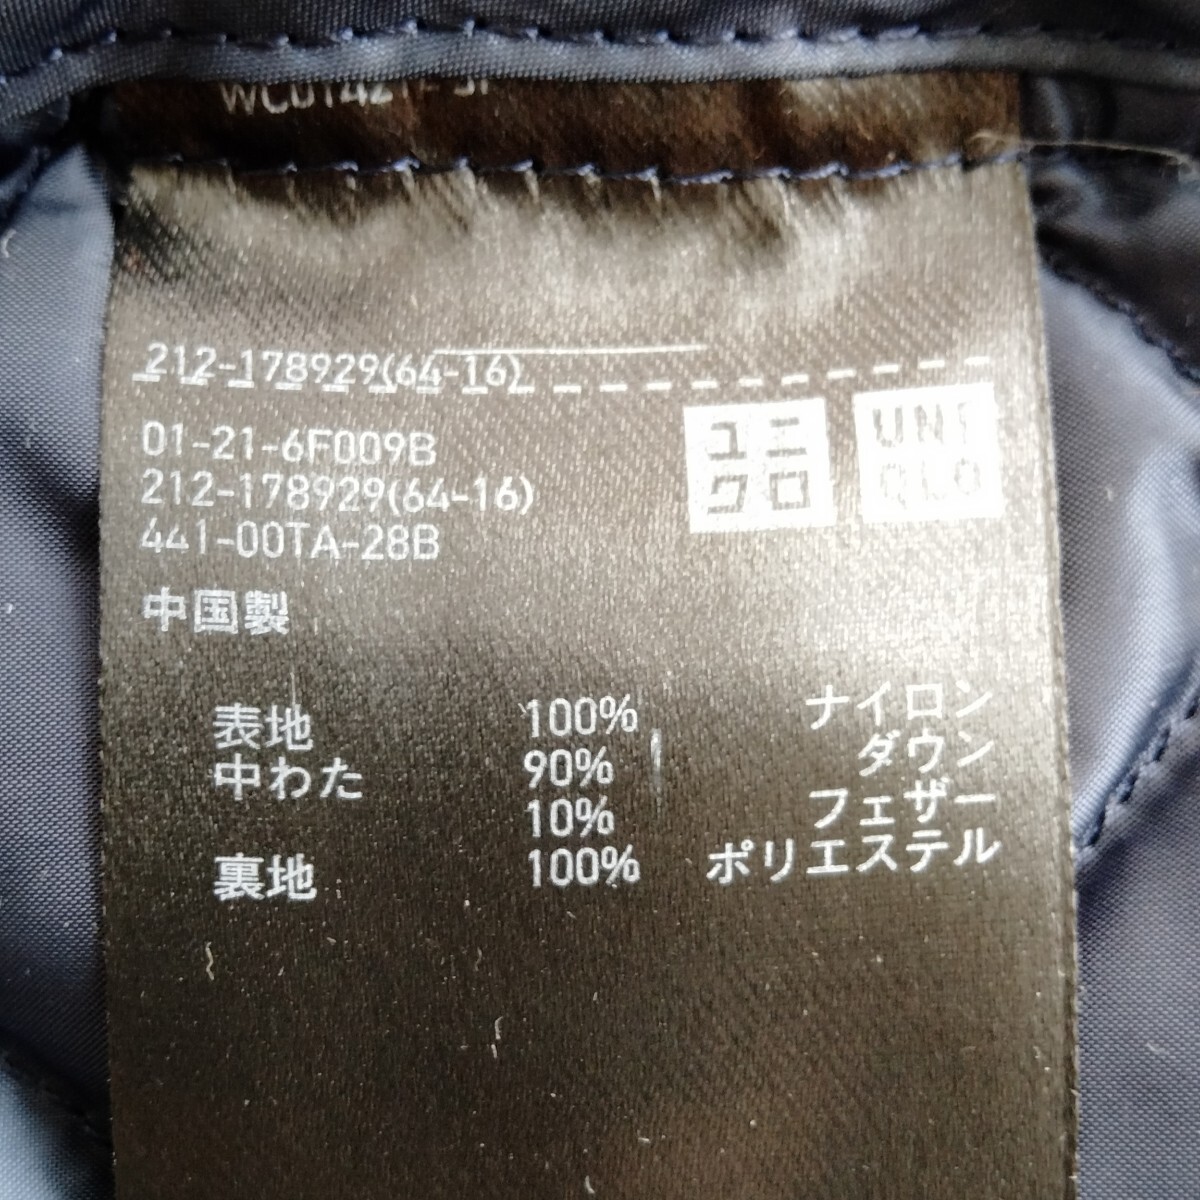 212-178929(64-16)
01-21-6F009B
212-178929(64-16)
441-00TA-28B
ユニ
クロ
UNI
QLO
中国製
表地 100% ナイロン
中わた 90% ダウン
10% フェザー
裏地 100% ポリエステル